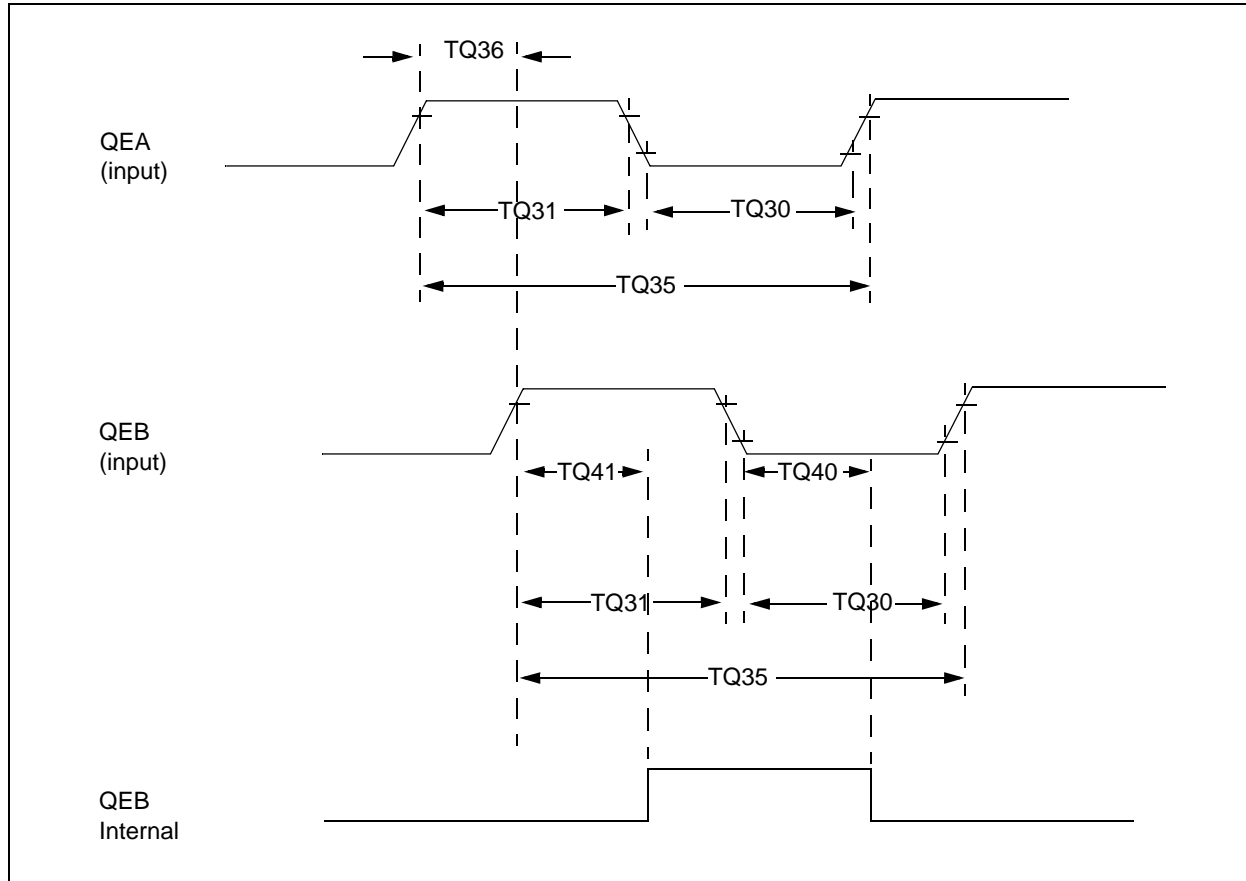 TQ36
QEA
(input)
TQ31
TQ30
TQ35
QEB
(input)
TQ41
TQ40
TQ31
TQ30
TQ35
QEB
Internal